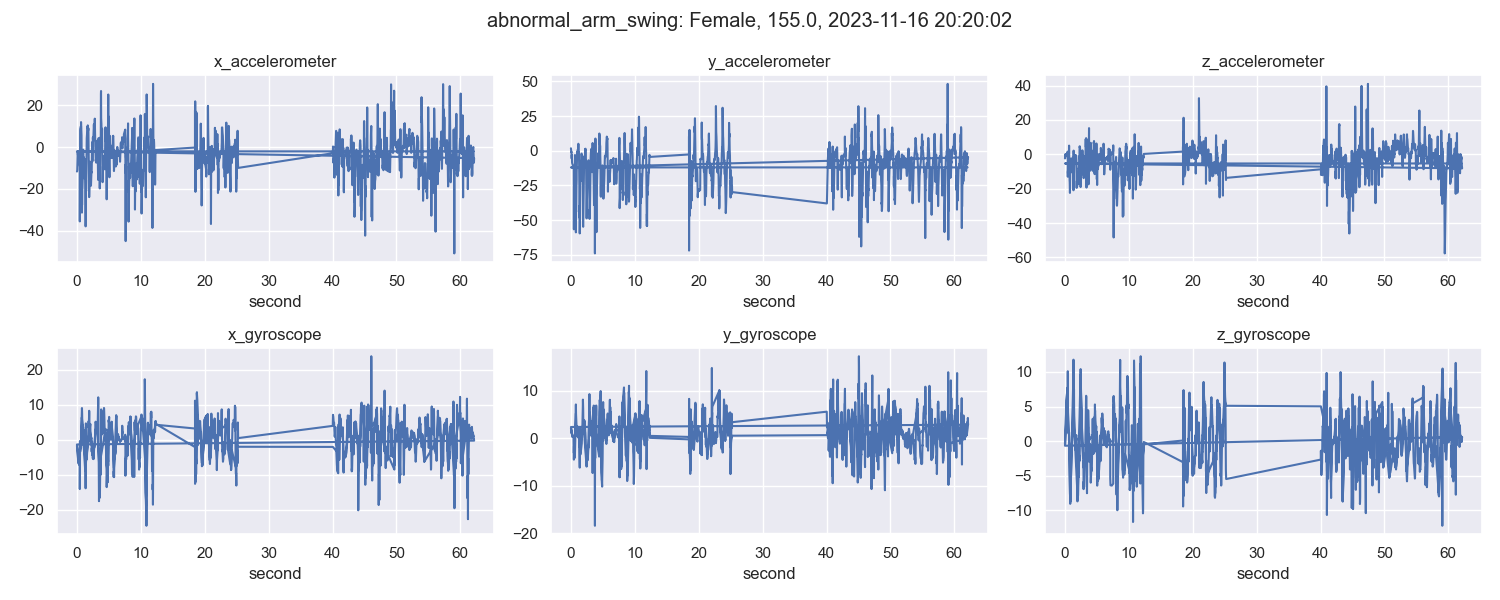 abnormal_arm_swing: Female, 155.0, 2023-11-16 20:20:02
x_accelerometer
20
0
−20
−40
0 10 20 30 40 50 60
second
y_accelerometer
50
25
0
−25
−50
−75
0 10 20 30 40 50 60
second
z_accelerometer
40
20
0
−20
−40
−60
0 10 20 30 40 50 60
second
x_gyroscope
20
10
0
−10
−20
0 10 20 30 40 50 60
second
y_gyroscope
10
0
−10
−20
0 10 20 30 40 50 60
second
z_gyroscope
10
5
0
−5
−10
0 10 20 30 40 50 60
second